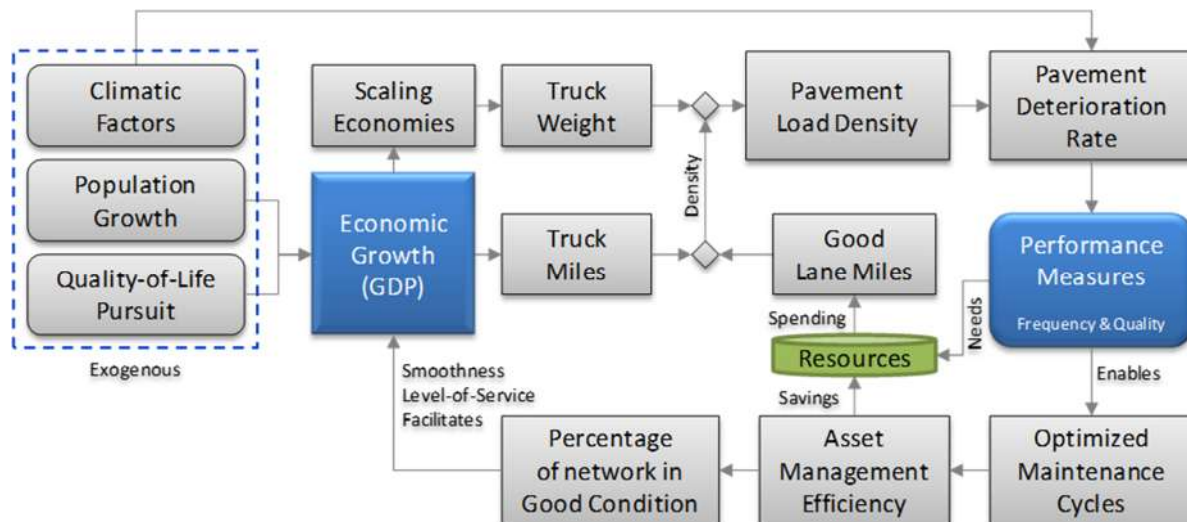 Climatic
Factors
Population
Growth
Quality-of-Life
Pursuit
Exogenous
Scaling
Economies
Economic
Growth
(GDP)
Truck
Weight
Truck
Miles
Density
Pavement
Load Density
Good
Lane Miles
Spending
Resources
Savings
Pavement
Deterioration
Rate
Performance
Measures
Frequency & Quality
Needs
Enables
Smoothness
Level-of-Service
Facilitates
Percentage
of network in
Good Condition
Asset
Management
Efficiency
Optimized
Maintenance
Cycles